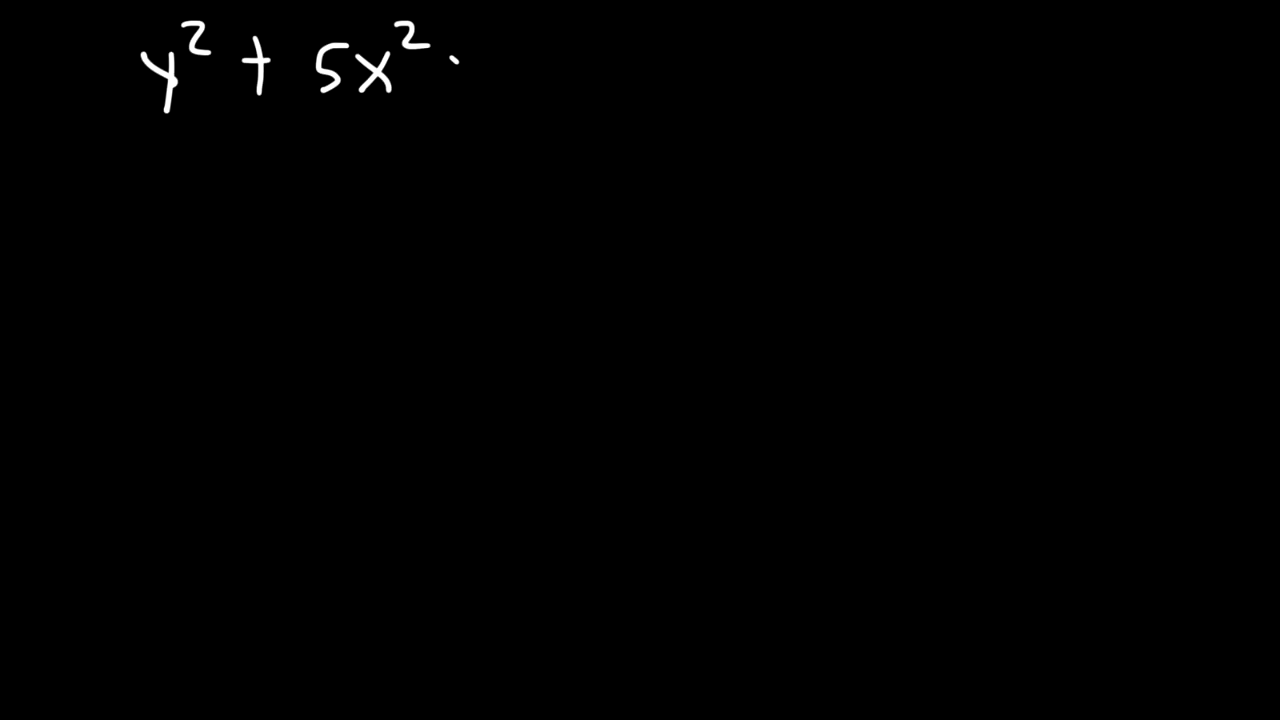 y² + 5x²